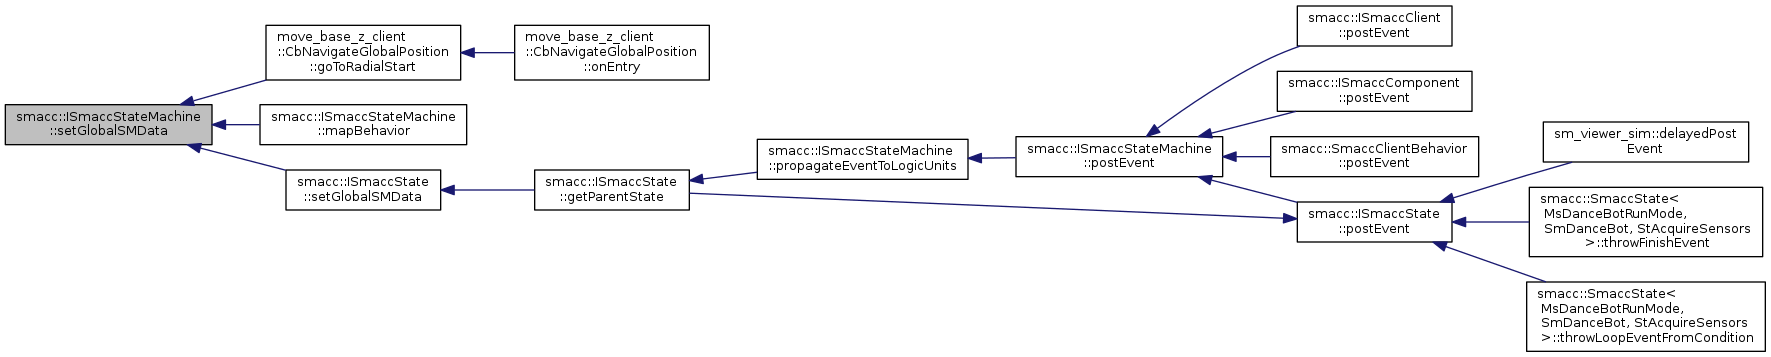 smacc::ISmaccStateMachine
::setGlobalSMData
move_base_z_client
::CbNavigateGlobalPosition
::goToRadialStart
move_base_z_client
::CbNavigateGlobalPosition
::onEntry
smacc::ISmaccStateMachine
::mapBehavior
smacc::ISmaccState
::setGlobalSMData
smacc::ISmaccState
::getParentState
smacc::ISmaccStateMachine
::propagateEventToLogicUnits
smacc::ISmaccStateMachine
::postEvent
smacc::ISmaccClient
::postEvent
smacc::ISmaccComponent
::postEvent
smacc::SmaccClientBehavior
::postEvent
smacc::ISmaccState
::postEvent
sm_viewer_sim::delayedPost
Event
smacc::SmaccState<
MsDanceBotRunMode,
SmDanceBot, StAcquireSensors
>::throwFinishEvent
smacc::SmaccState<
MsDanceBotRunMode,
SmDanceBot, StAcquireSensors
>::throwLoopEventFromCondition